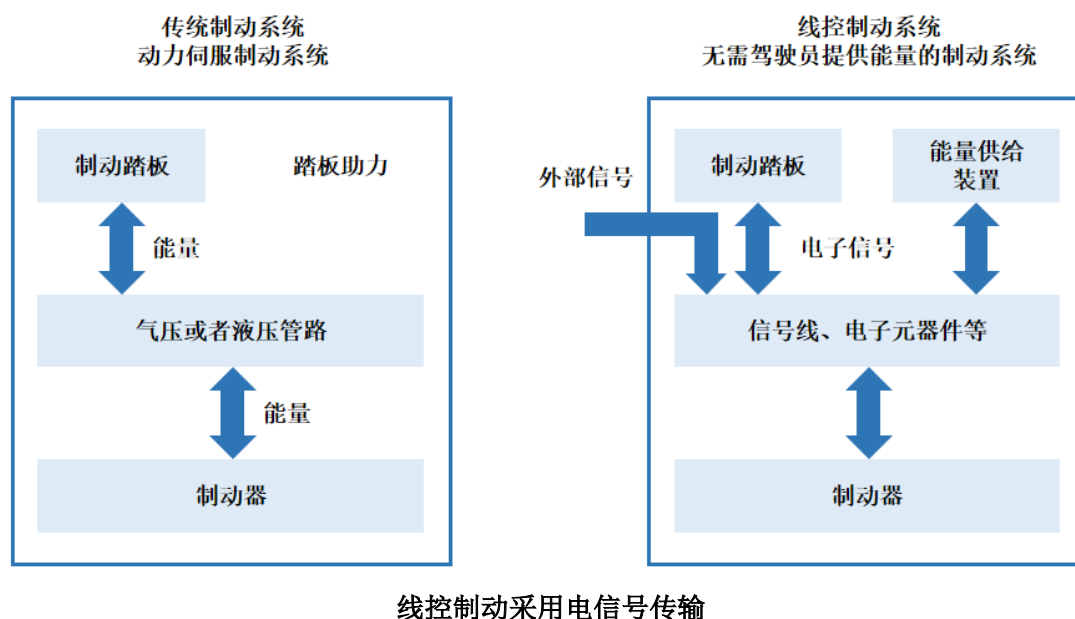 传统制动系统
动力伺服制动系统
制动踏板
踏板助力
能量
气压或者液压管路
能量
制动器
线控制动系统
无需驾驶员提供能量的制动系统
外部信号
制动踏板
能量供给
装置
电子信号
信号线、电子元器件等
制动器
线控制动采用电信号传输